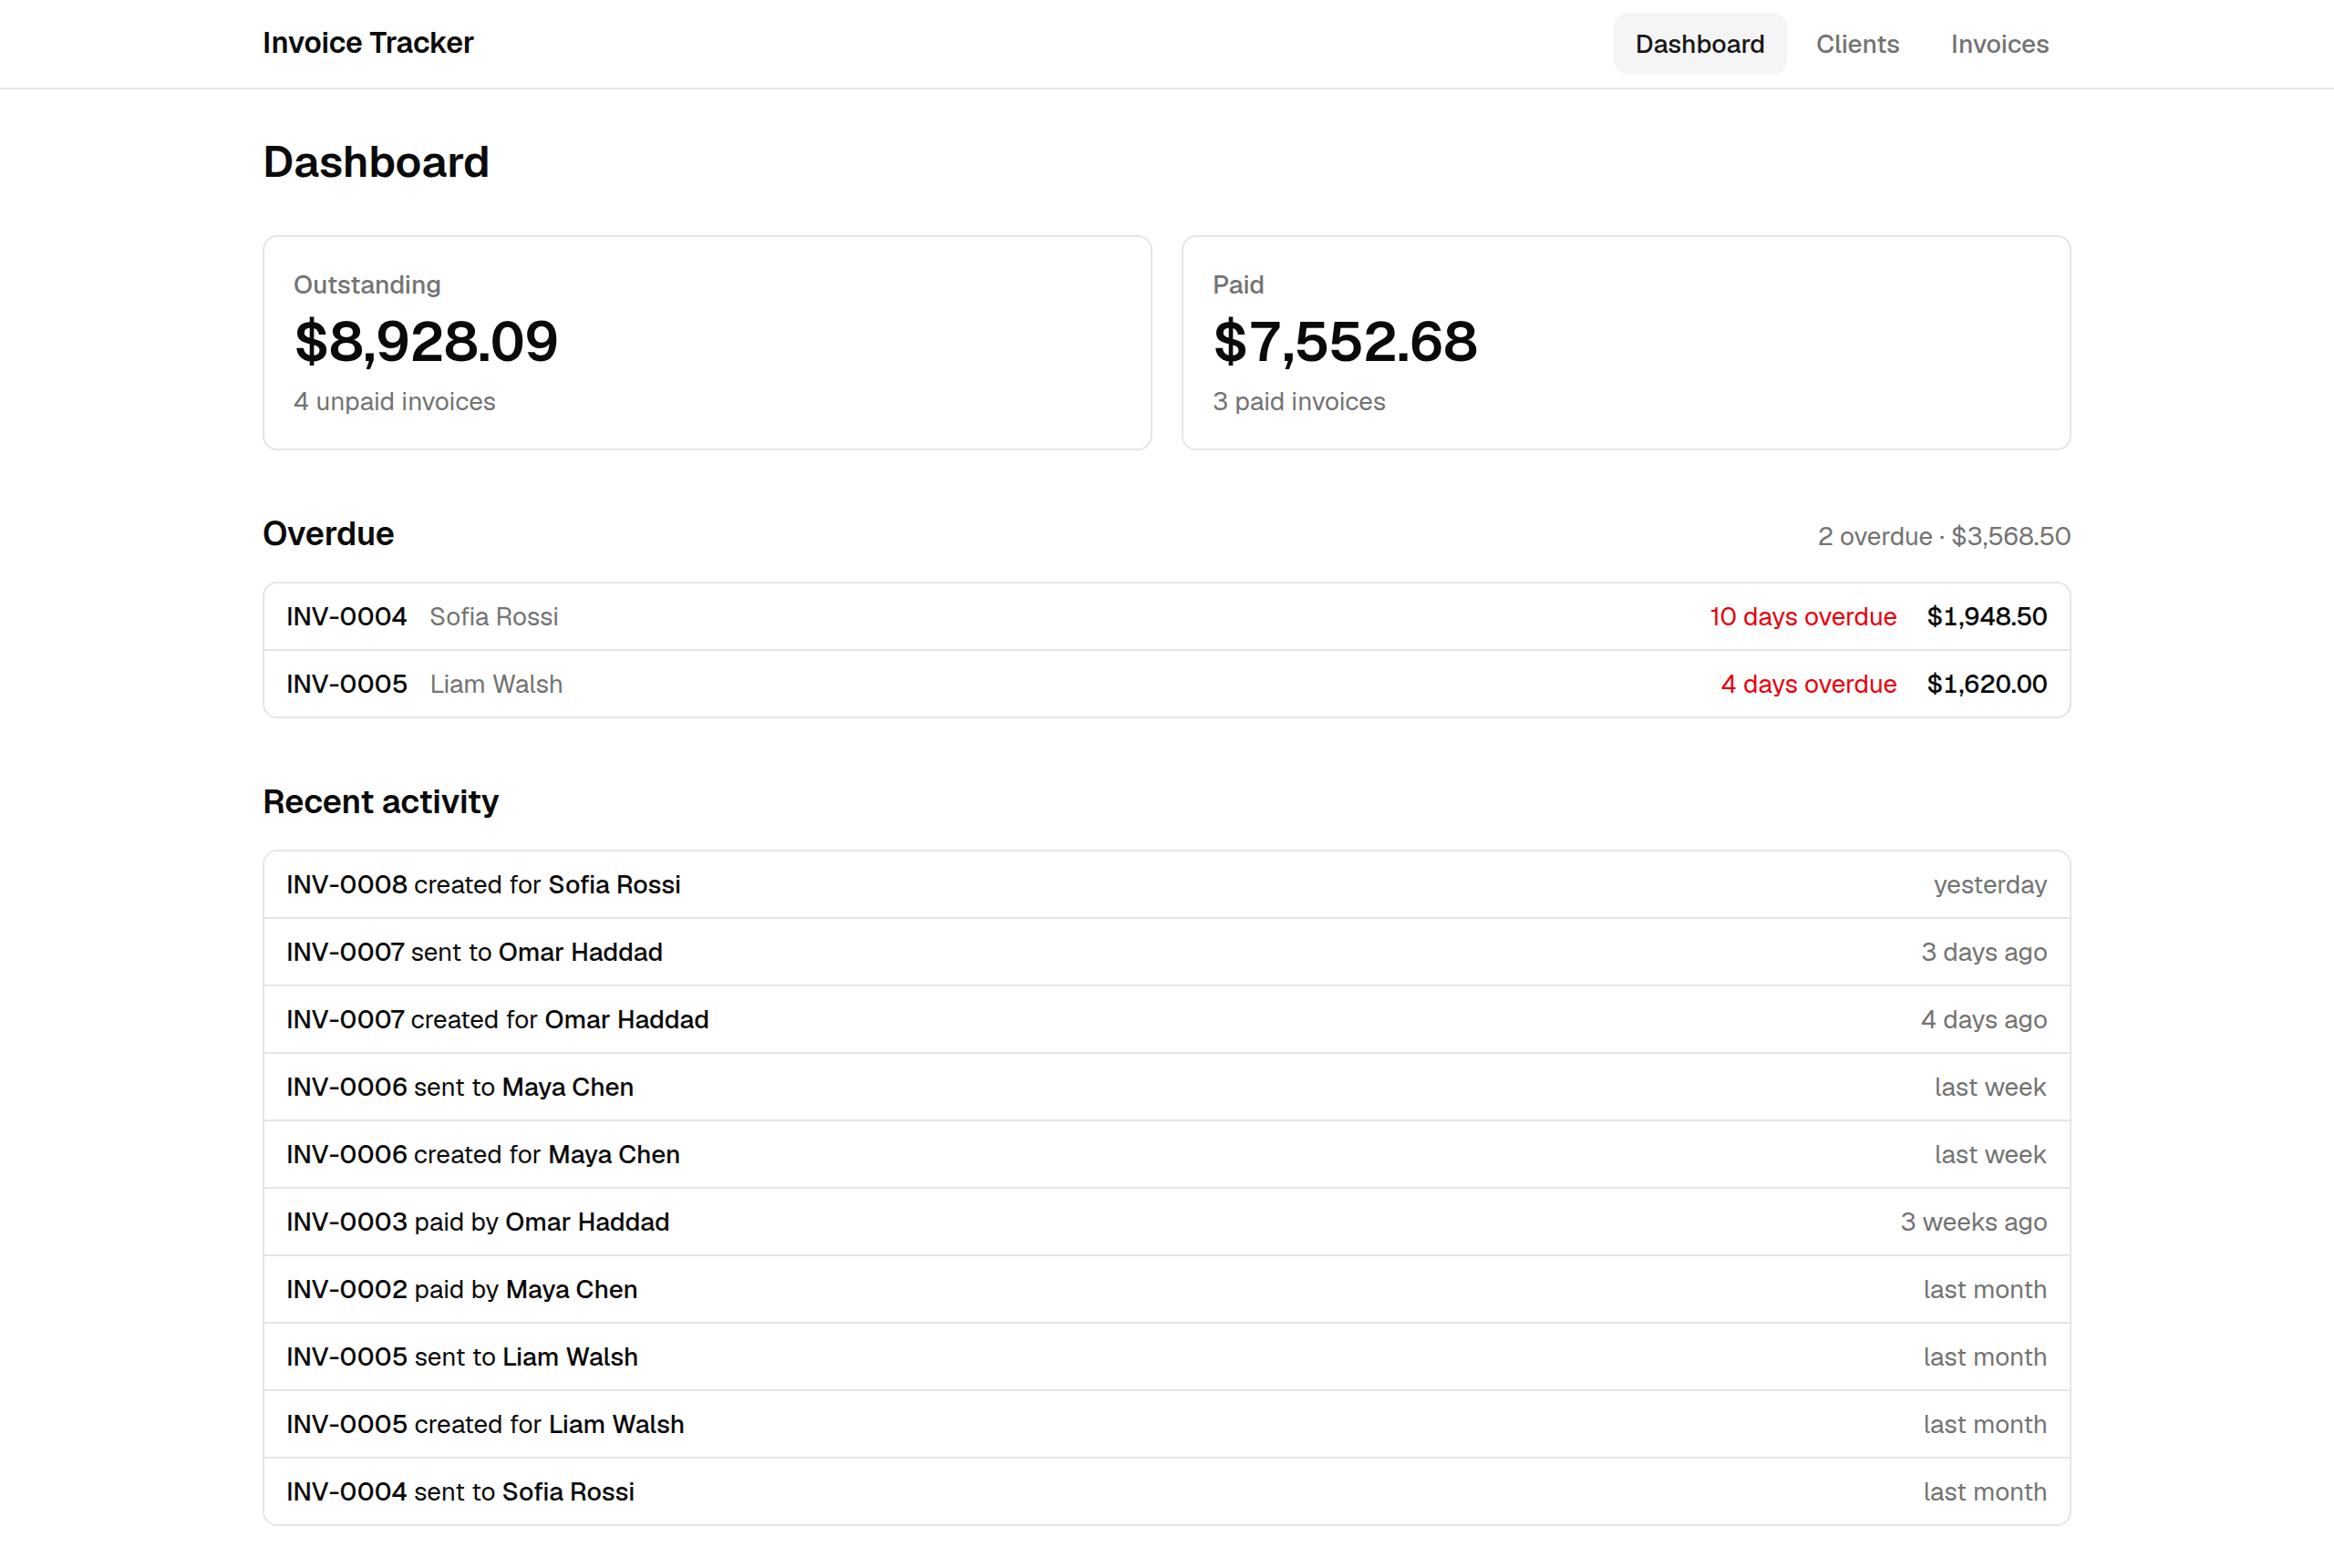 Invoice Tracker Dashboard Clients Invoices
Dashboard
Outstanding
$8,928.09
4 unpaid invoices
Paid
$7,552.68
3 paid invoices
Overdue 2 overdue · $3,568.50
INV-0004 Sofia Rossi 10 days overdue $1,948.50
INV-0005 Liam Walsh 4 days overdue $1,620.00
Recent activity
INV-0008 created for Sofia Rossi yesterday
INV-0007 sent to Omar Haddad 3 days ago
INV-0007 created for Omar Haddad 4 days ago
INV-0006 sent to Maya Chen last week
INV-0006 created for Maya Chen last week
INV-0003 paid by Omar Haddad 3 weeks ago
INV-0002 paid by Maya Chen last month
INV-0005 sent to Liam Walsh last month
INV-0005 created for Liam Walsh last month
INV-0004 sent to Sofia Rossi last month